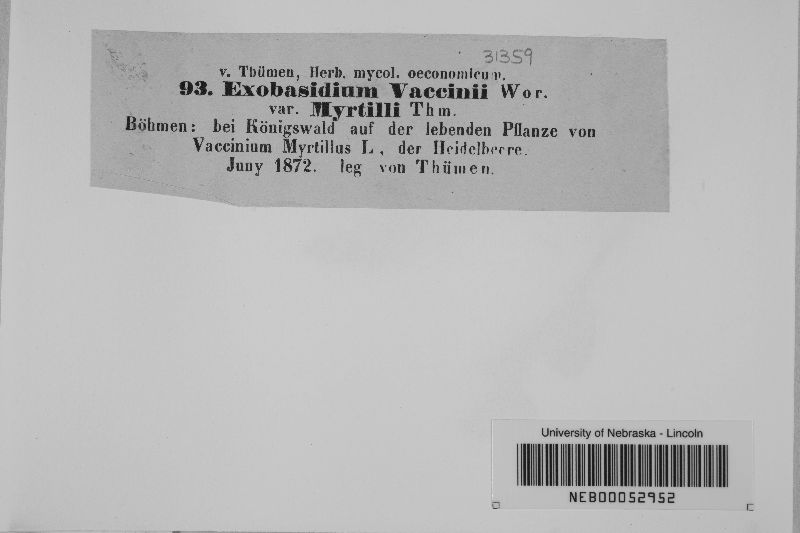 31359
v. Thümen, Herb. mycol. oeconomicum.
93. Exobasidium Vaccinii Wor.
var. Myrtilli Thm.
Böhmen: bei Königswald auf der lebenden Pflanze von
Vaccinium Myrtillus L., der Heidelbeere.
Juny 1872. leg von Thümen.
University of Nebraska - Lincoln
NEB00052952